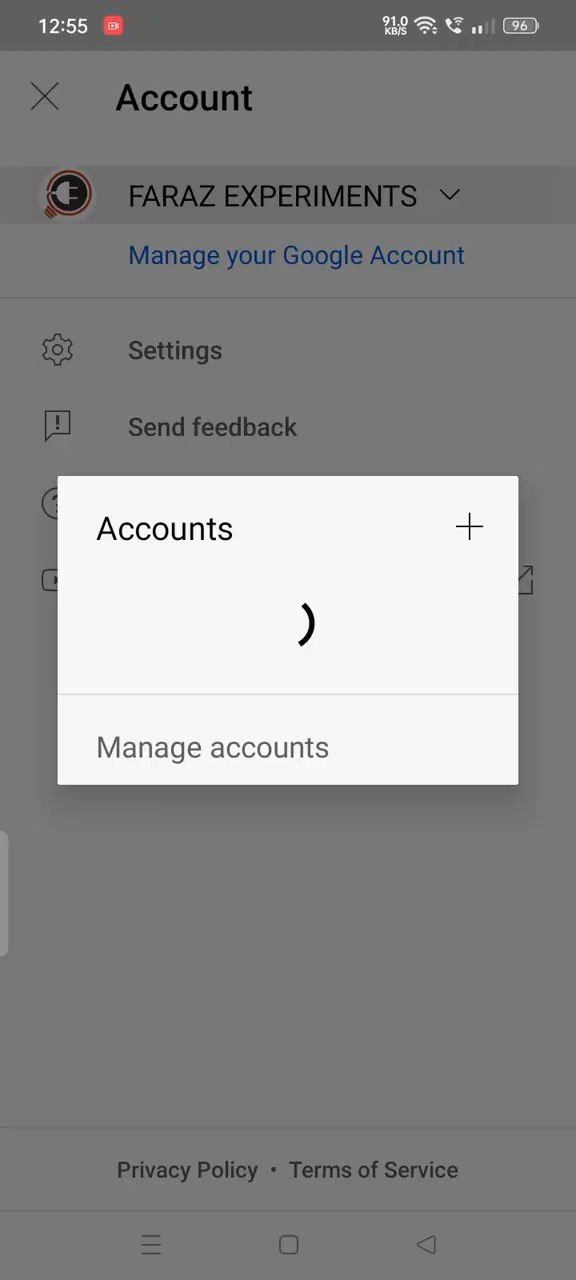 12:55
91.0
KB/S
96
Account
FARAZ EXPERIMENTS
Manage your Google Account
Settings
Send feedback
Accounts
Manage accounts
Privacy Policy • Terms of Service